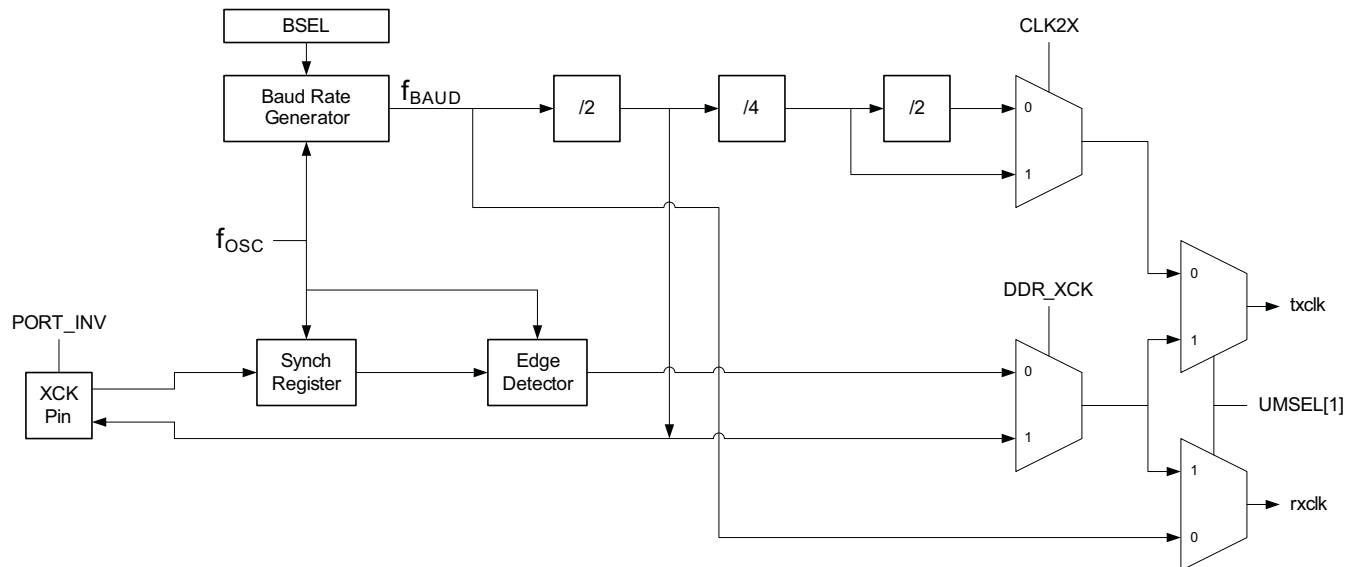 BSEL
CLK2X
Baud Rate
Generator
fBAUD
/2
/4
/2
0
1
fOSC
0
txclk
DDR_XCK
PORT_INV
1
Synch
Register
Edge
Detector
0
XCK
Pin
UMSEL[1]
1
1
rxclk
0